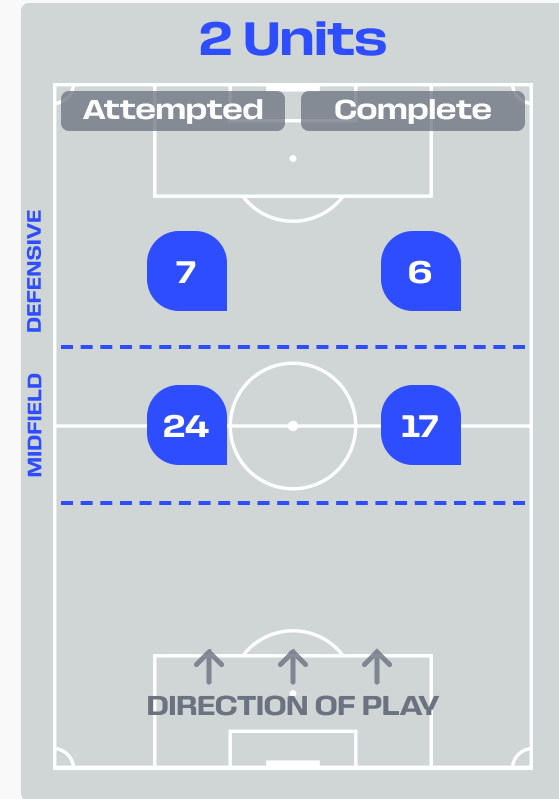 2 Units
Attempted
Complete
DEFENSIVE
7
6
MIDFIELD
24
17
DIRECTION OF PLAY